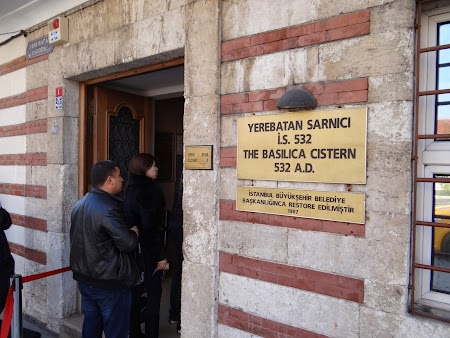 YEREBATAN SARNICI
İ.S. 532
THE BASILICA CISTERN
532 A.D.
İSTANBUL BÜYÜKŞEHİR BELEDİYE
BAŞKANLIĞINCA RESTORE EDİLMİŞTİR
1987